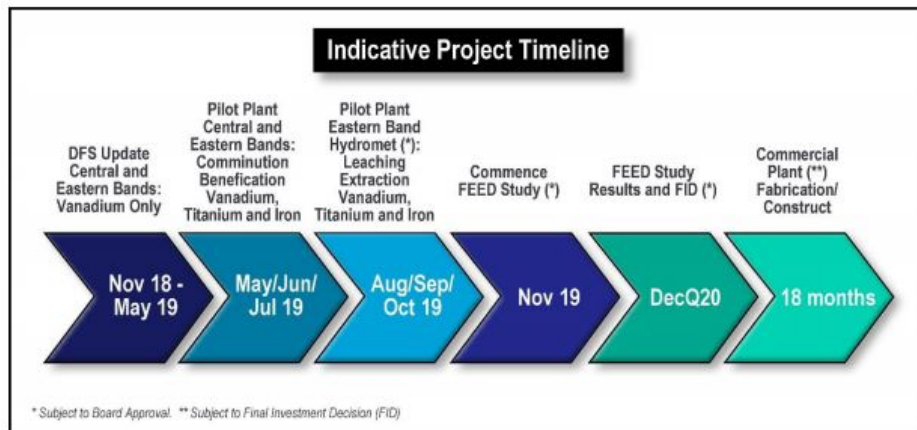 Indicative Project Timeline
DFS Update
Central and
Eastern Bands:
Vanadium Only
Pilot Plant
Central and
Eastern Bands:
Comminution
Benefication
Vanadium,
Titanium and Iron
Pilot Plant
Eastern Band
Hydromet (*):
Leaching
Extraction
Vanadium,
Titanium and Iron
Commence
FEED Study (*)
FEED Study
Results and FID (*)
Commercial
Plant (**)
Fabrication/
Construct
Nov 18 -
May 19
May/Jun/
Jul 19
Aug/Sep/
Oct 19
Nov 19
DecQ20
18 months
* Subject to Board Approval. ** Subject to Final Investment Decision (FID)